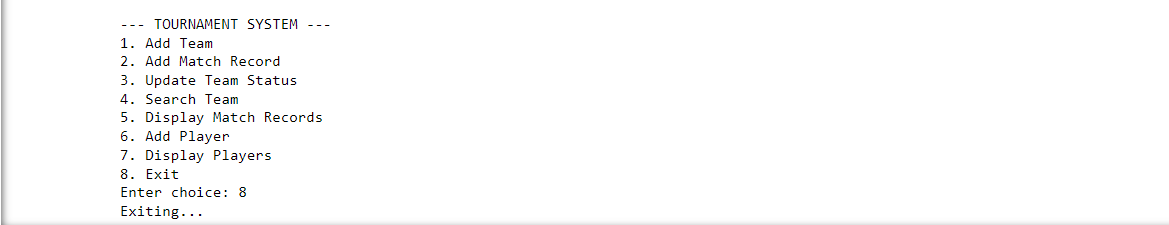 --- TOURNAMENT SYSTEM ---
1. Add Team
2. Add Match Record
3. Update Team Status
4. Search Team
5. Display Match Records
6. Add Player
7. Display Players
8. Exit
Enter choice: 8
Exiting...